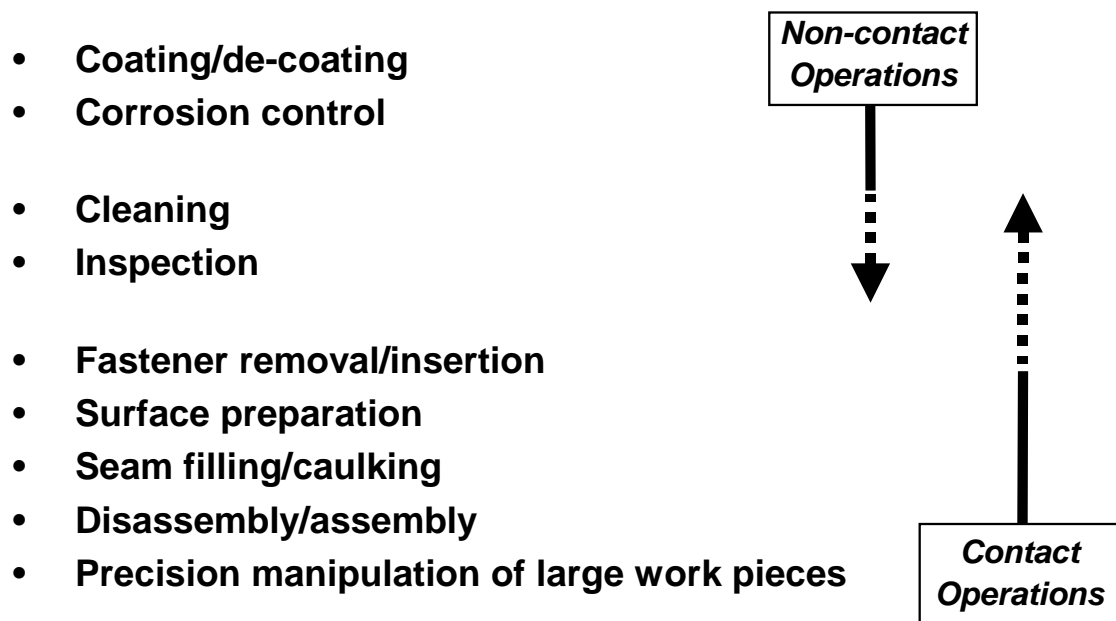 • Coating/de-coating
• Corrosion control
• Cleaning
• Inspection
• Fastener removal/insertion
• Surface preparation
• Seam filling/caulking
• Disassembly/assembly
• Precision manipulation of large work pieces
Non-contact
Operations
Contact
Operations